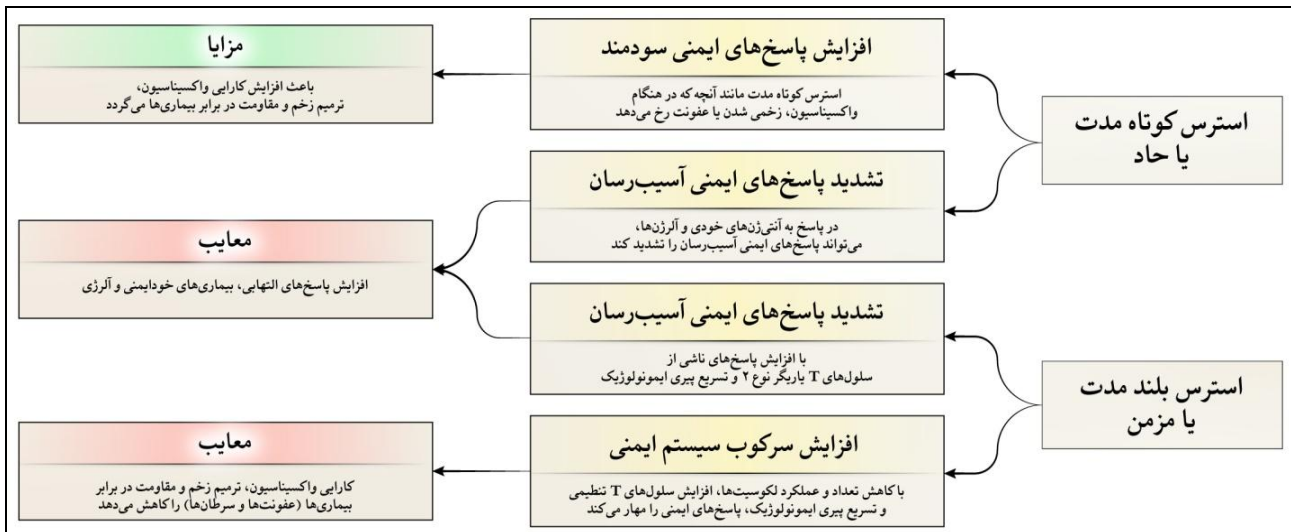 استرس کوتاه مدت
یا حاد
افزایش پاسخ‌های ایمنی سودمند
استرس کوتاه مدت مانند آنچه که در هنگام
واکسیناسیون، زخمی شدن یا عفونت رخ می‌دهد
مزایا
باعث افزایش کارایی واکسیناسیون،
ترمیم زخم و مقاومت در برابر بیماری‌ها می‌گردد
تشدید پاسخ‌های ایمنی آسیب‌رسان
در پاسخ به آنتی‌ژن‌های خودی و آلرژن‌ها،
می‌تواند پاسخ‌های ایمنی آسیب‌رسان را تشدید کند
معایب
افزایش پاسخ‌های التهابی، بیماری‌های خودایمنی و آلرژی
استرس بلند مدت
یا مزمن
تشدید پاسخ‌های ایمنی آسیب‌رسان
با افزایش پاسخ‌های ناشی از
سلول‌های T یاریگر نوع ۲ و تسریع پیری ایمونولوژیک
افزایش سرکوب سیستم ایمنی
با کاهش تعداد و عملکرد لکوسیت‌ها، افزایش سلول‌های T تنظیمی
و تسریع پیری ایمونولوژیک، پاسخ‌های ایمنی را مهار می‌کند
معایب
کارایی واکسیناسیون، ترمیم زخم و مقاومت در برابر
بیماری‌ها (عفونت‌ها و سرطان‌ها) را کاهش می‌دهد